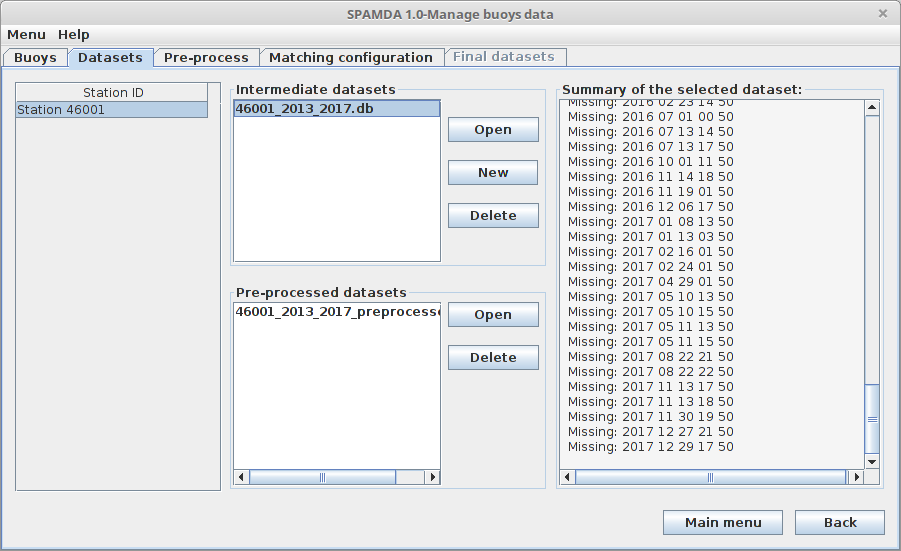 SPAMDA 1.0-Manage buoys data
Menu Help
Buoys Datasets Pre-process Matching configuration Final datasets
Station ID
Station 46001
Intermediate datasets
46001_2013_2017.db
Open
New
Delete
Pre-processed datasets
46001_2013_2017_preprocesse
Open
Delete
Summary of the selected dataset:
Missing: 2016 02 23 14 50
Missing: 2016 07 01 00 50
Missing: 2016 07 13 14 50
Missing: 2016 07 13 17 50
Missing: 2016 10 01 11 50
Missing: 2016 11 14 18 50
Missing: 2016 11 19 01 50
Missing: 2016 12 06 17 50
Missing: 2017 01 08 13 50
Missing: 2017 01 13 03 50
Missing: 2017 02 16 01 50
Missing: 2017 02 24 01 50
Missing: 2017 04 29 01 50
Missing: 2017 05 10 13 50
Missing: 2017 05 10 15 50
Missing: 2017 05 11 13 50
Missing: 2017 05 11 15 50
Missing: 2017 08 22 21 50
Missing: 2017 08 22 22 50
Missing: 2017 11 13 17 50
Missing: 2017 11 13 18 50
Missing: 2017 11 30 19 50
Missing: 2017 12 27 21 50
Missing: 2017 12 29 17 50
Main menu Back